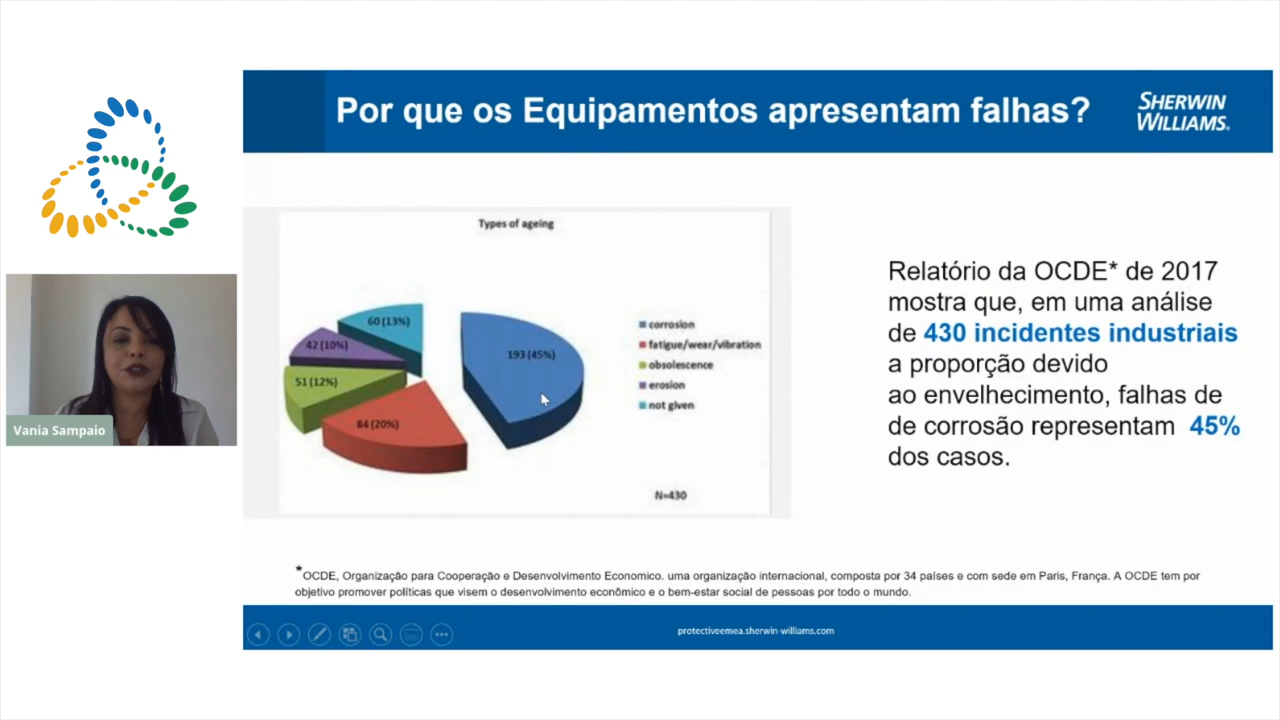 Por que os Equipamentos apresentam falhas?
SHERWIN
WILLIAMS.
Types of ageing
60 (13%)
42 (10%)
193 (45%)
51 (12%)
84 (20%)
corrosion
fatigue/wear/vibration
obsolescence
erosion
not given
N=430
Relatório da OCDE* de 2017
mostra que, em uma análise
de 430 incidentes industriais
a proporção devido
ao envelhecimento, falhas de
de corrosão representam 45%
dos casos.
Vania Sampaio
*OCDE, Organização para Cooperação e Desenvolvimento Economico. uma organização internacional, composta por 34 países e com sede em Paris, França. A OCDE tem por
objetivo promover políticas que visem o desenvolvimento econômico e o bem-estar social de pessoas por todo o mundo.
protectiveemea.sherwin-williams.com